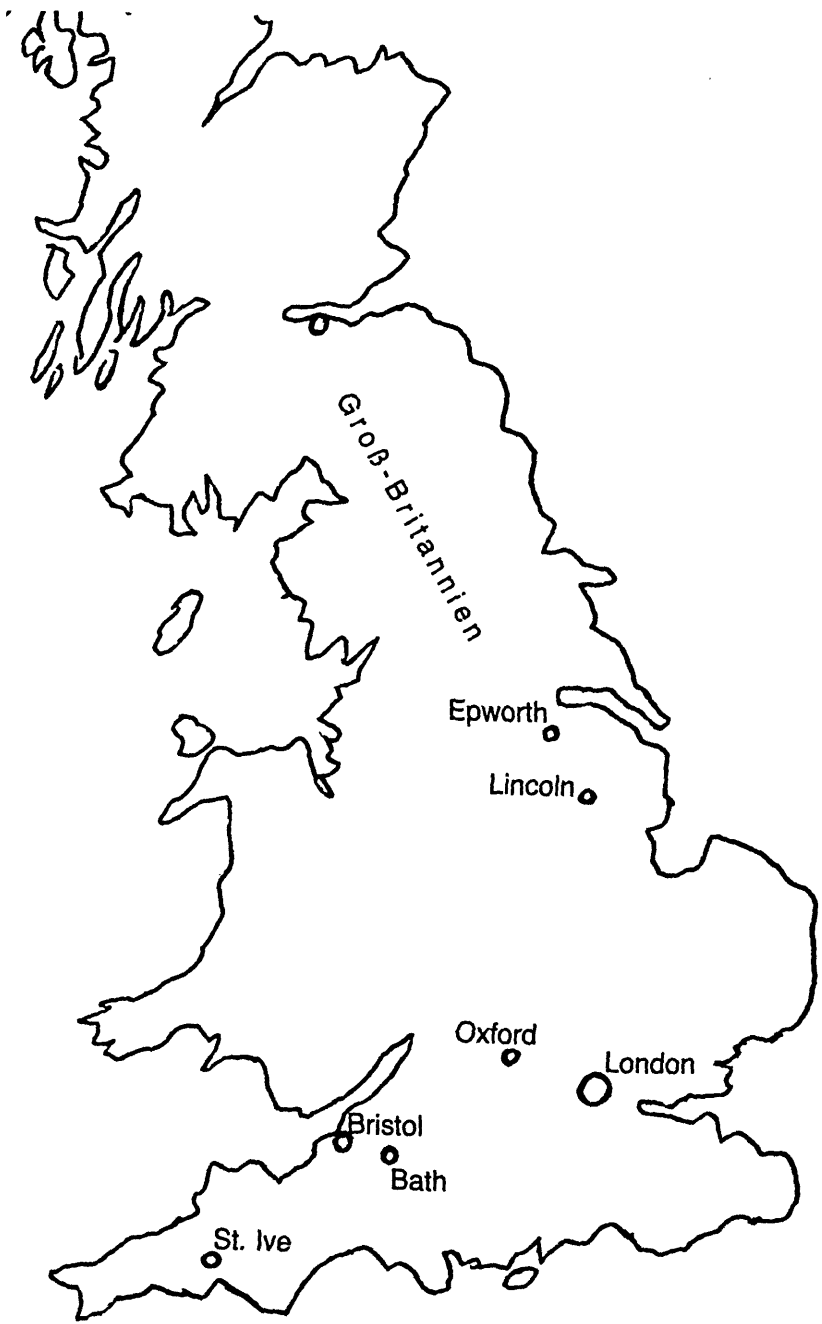 Groß-Britannien
Epworth
Lincoln
Oxford
London
Bristol
Bath
St. Ive